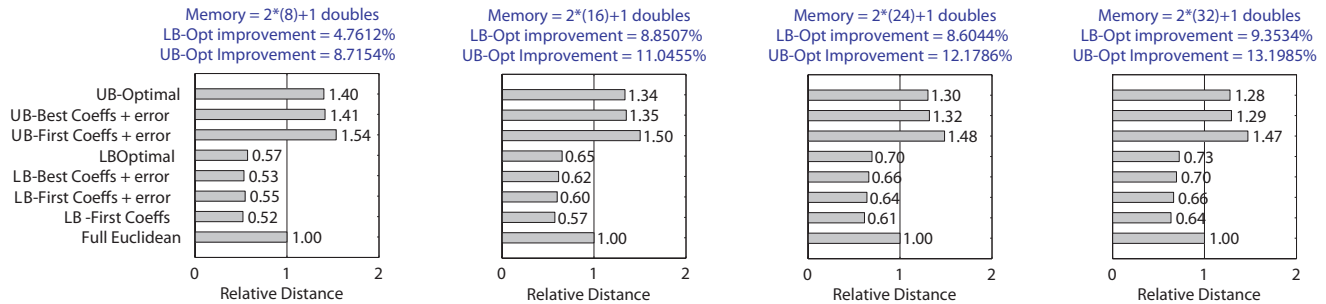 Memory = 2*(8)+1 doubles
LB-Opt improvement = 4.7612%
UB-Opt Improvement = 8.7154%
UB-Optimal
UB-Best Coeffs + error
UB-First Coeffs + error
LBOptimal
LB-Best Coeffs + error
LB-First Coeffs + error
LB -First Coeffs
Full Euclidean
1.40
1.41
1.54
0.57
0.53
0.55
0.52
1.00
0 1 2
Relative Distance
Memory = 2*(16)+1 doubles
LB-Opt improvement = 8.8507%
UB-Opt Improvement = 11.0455%
1.34
1.35
1.50
0.65
0.62
0.60
0.57
1.00
0 1 2
Relative Distance
Memory = 2*(24)+1 doubles
LB-Opt improvement = 8.6044%
UB-Opt Improvement = 12.1786%
1.30
1.32
1.48
0.70
0.66
0.64
0.61
1.00
0 1 2
Relative Distance
Memory = 2*(32)+1 doubles
LB-Opt improvement = 9.3534%
UB-Opt Improvement = 13.1985%
1.28
1.29
1.47
0.73
0.70
0.66
0.64
1.00
0 1 2
Relative Distance